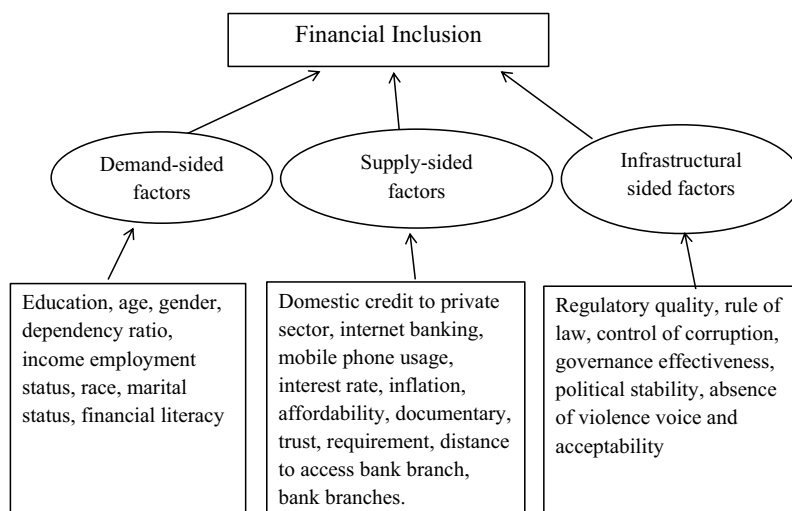 Financial Inclusion
Demand-sided
factors
Supply-sided
factors
Infrastructural
sided factors
Education, age, gender,
dependency ratio,
income employment
status, race, marital
status, financial literacy
Domestic credit to private
sector, internet banking,
mobile phone usage,
interest rate, inflation,
affordability, documentary,
trust, requirement, distance
to access bank branch,
bank branches.
Regulatory quality, rule of
law, control of corruption,
governance effectiveness,
political stability, absence
of violence voice and
acceptability